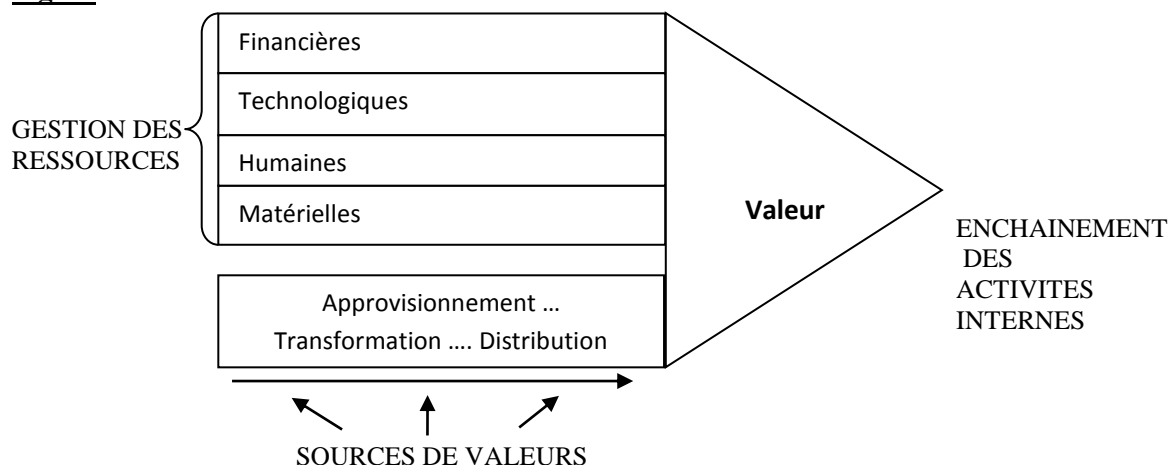 Financières
Technologiques
GESTION DES
RESSOURCES
Humaines
Matérielles
Valeur
ENCHAINEMENT
DES
ACTIVITES
INTERNES
Approvisionnement …
Transformation …. Distribution
SOURCES DE VALEURS